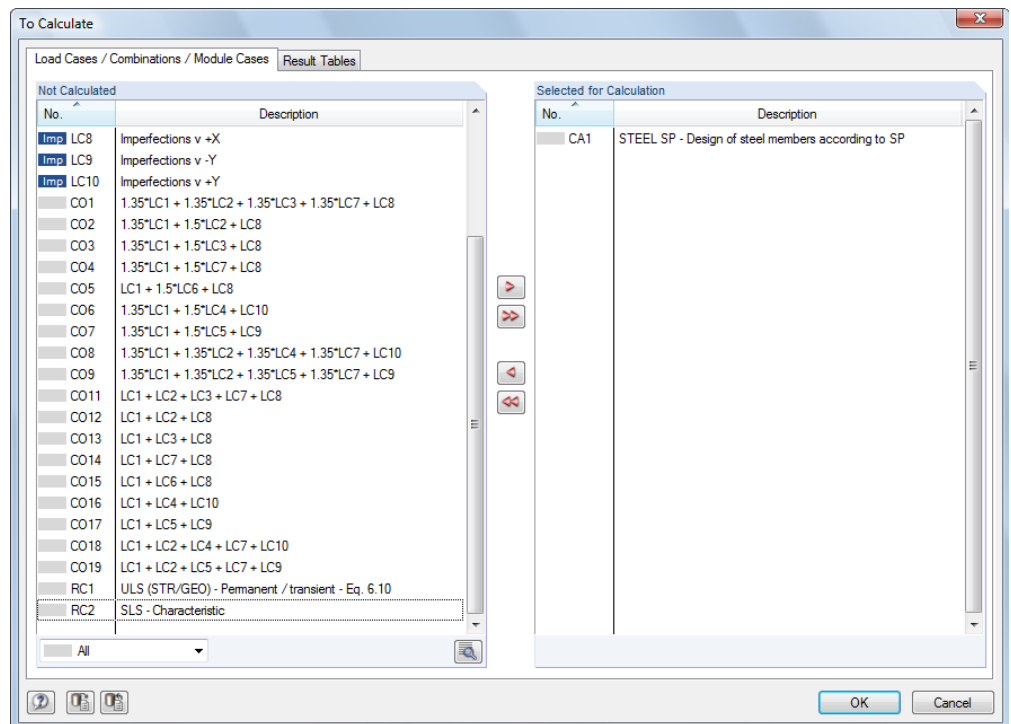 To Calculate
Load Cases / Combinations / Module Cases Result Tables
Not Calculated
No. Description
Imp LC8 Imperfections v +X
Imp LC9 Imperfections v -Y
Imp LC10 Imperfections v +Y
CO1 1.35*LC1 + 1.35*LC2 + 1.35*LC3 + 1.35*LC7 + LC8
CO2 1.35*LC1 + 1.5*LC2 + LC8
CO3 1.35*LC1 + 1.5*LC3 + LC8
CO4 1.35*LC1 + 1.5*LC7 + LC8
CO5 LC1 + 1.5*LC6 + LC8
CO6 1.35*LC1 + 1.5*LC4 + LC10
CO7 1.35*LC1 + 1.5*LC5 + LC9
CO8 1.35*LC1 + 1.35*LC2 + 1.35*LC4 + 1.35*LC7 + LC10
CO9 1.35*LC1 + 1.35*LC2 + 1.35*LC5 + 1.35*LC7 + LC9
CO11 LC1 + LC2 + LC3 + LC7 + LC8
CO12 LC1 + LC2 + LC8
CO13 LC1 + LC3 + LC8
CO14 LC1 + LC7 + LC8
CO15 LC1 + LC6 + LC8
CO16 LC1 + LC4 + LC10
CO17 LC1 + LC5 + LC9
CO18 LC1 + LC2 + LC4 + LC7 + LC10
CO19 LC1 + LC2 + LC5 + LC7 + LC9
RC1 ULS (STR/GEO) - Permanent / transient - Eq. 6.10
RC2 SLS - Characteristic
All
Selected for Calculation
No. Description
CA1 STEEL SP - Design of steel members according to SP
OK Cancel